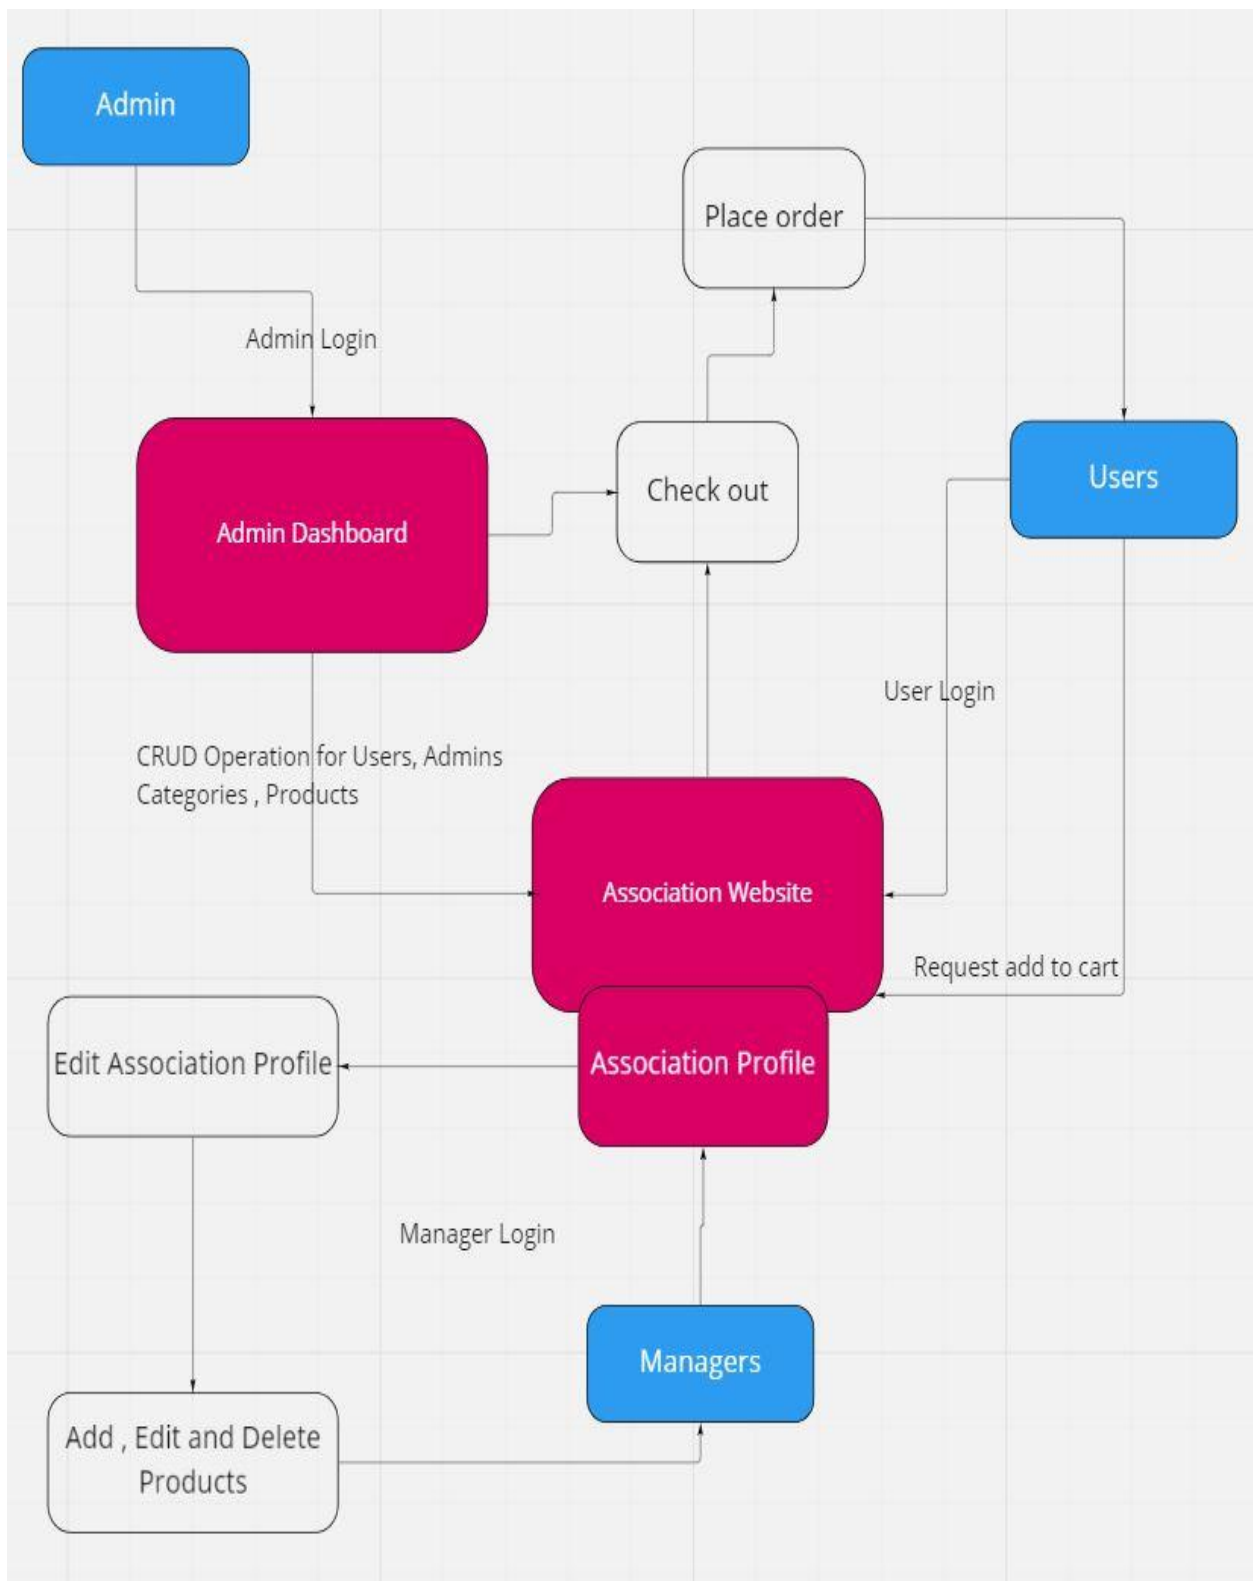 Admin
Place order
Admin Login
Users
Check out
Admin Dashboard
User Login
CRUD Operation for Users, Admins
Categories , Products
Association Website
Request add to cart
Edit Association Profile
Association Profile
Manager Login
Managers
Add , Edit and Delete
Products